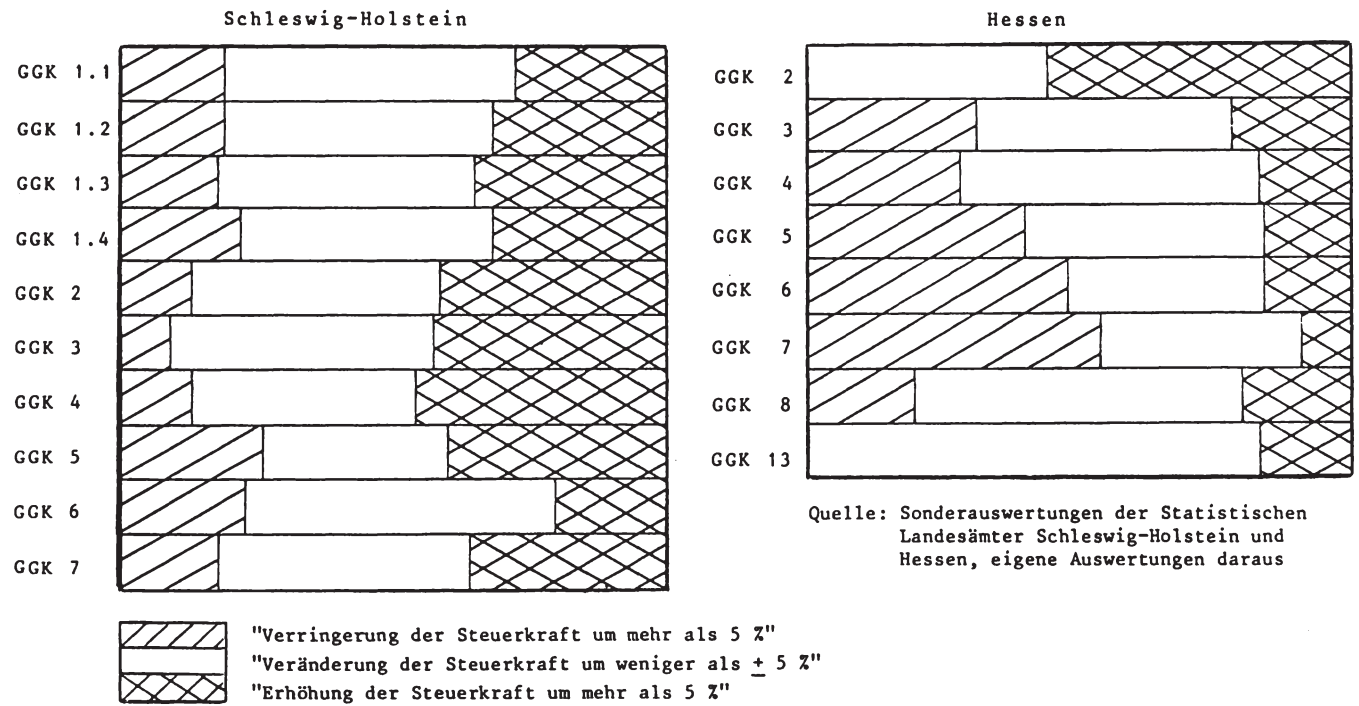 Schleswig-Holstein
GGK 1.1
GGK 1.2
GGK 1.3
GGK 1.4
GGK 2
GGK 3
GGK 4
GGK 5
GGK 6
GGK 7
Hessen
GGK 2
GGK 3
GGK 4
GGK 5
GGK 6
GGK 7
GGK 8
GGK 13
Quelle: Sonderauswertungen der Statistischen
Landesämter Schleswig-Holstein und
Hessen, eigene Auswertungen daraus
"Verringerung der Steuerkraft um mehr als 5 %"
"Veränderung der Steuerkraft um weniger als ± 5 %"
"Erhöhung der Steuerkraft um mehr als 5 %"